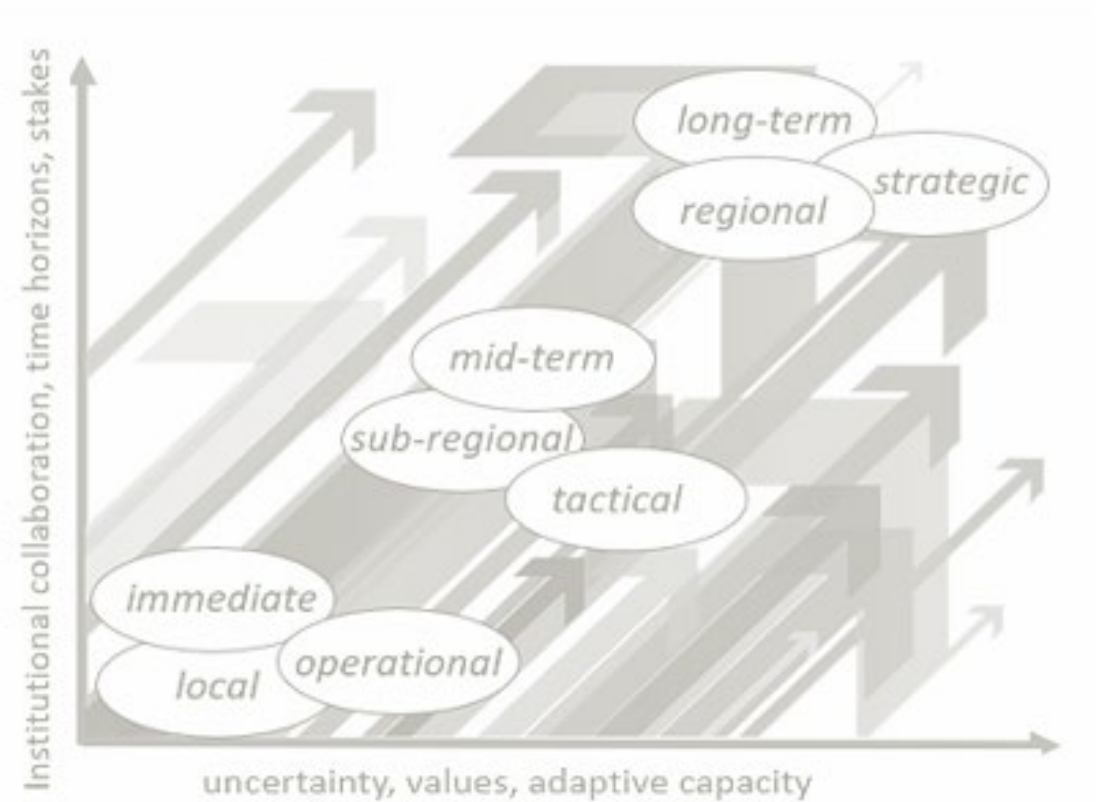 Institutional collaboration, time horizons, stakes
long-term
strategic
regional
mid-term
sub-regional
tactical
immediate
operational
local
uncertainty, values, adaptive capacity